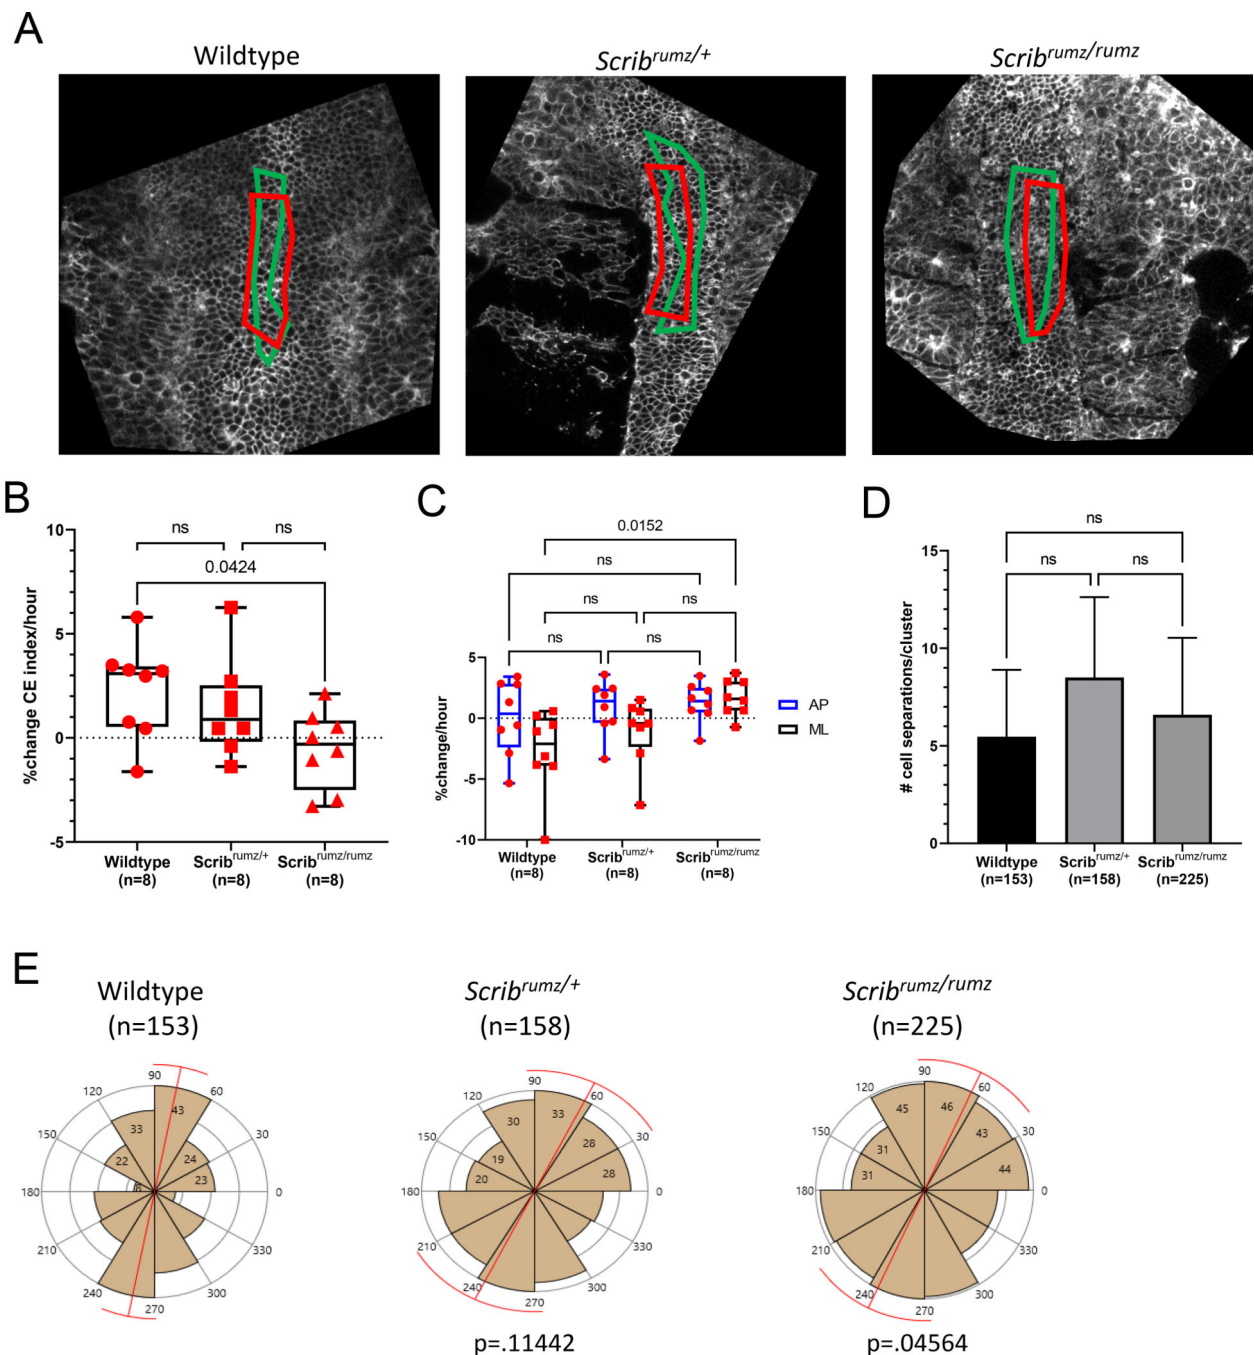 A
Wildtype
Scrib^rumz/+
Scrib^rumz/rumz
B
10
5
0
-5
%change CE index/hour
ns
ns
0.0424
Wildtype
(n=8)
Scrib^rumz/+
(n=8)
Scrib^rumz/rumz
(n=8)
C
0.0152
ns
ns
ns
ns
ns
5
0
-5
-10
%change/hour
AP
ML
Wildtype
(n=8)
Scrib^rumz/+
(n=8)
Scrib^rumz/rumz
(n=8)
D
ns
ns
ns
15
10
5
0
# cell separations/cluster
Wildtype
(n=153)
Scrib^rumz/+
(n=158)
Scrib^rumz/rumz
(n=225)
E
Wildtype
(n=153)
90
120
60
150
30
180
0
210
330
240
300
270
43
33
24
22
23
Scrib^rumz/+
(n=158)
90
120
60
150
30
180
0
210
330
240
300
270
30
33
19
28
20
28
p=.11442
Scrib^rumz/rumz
(n=225)
90
120
60
150
30
180
0
210
330
240
300
270
45
46
31
43
31
44
p=.04564